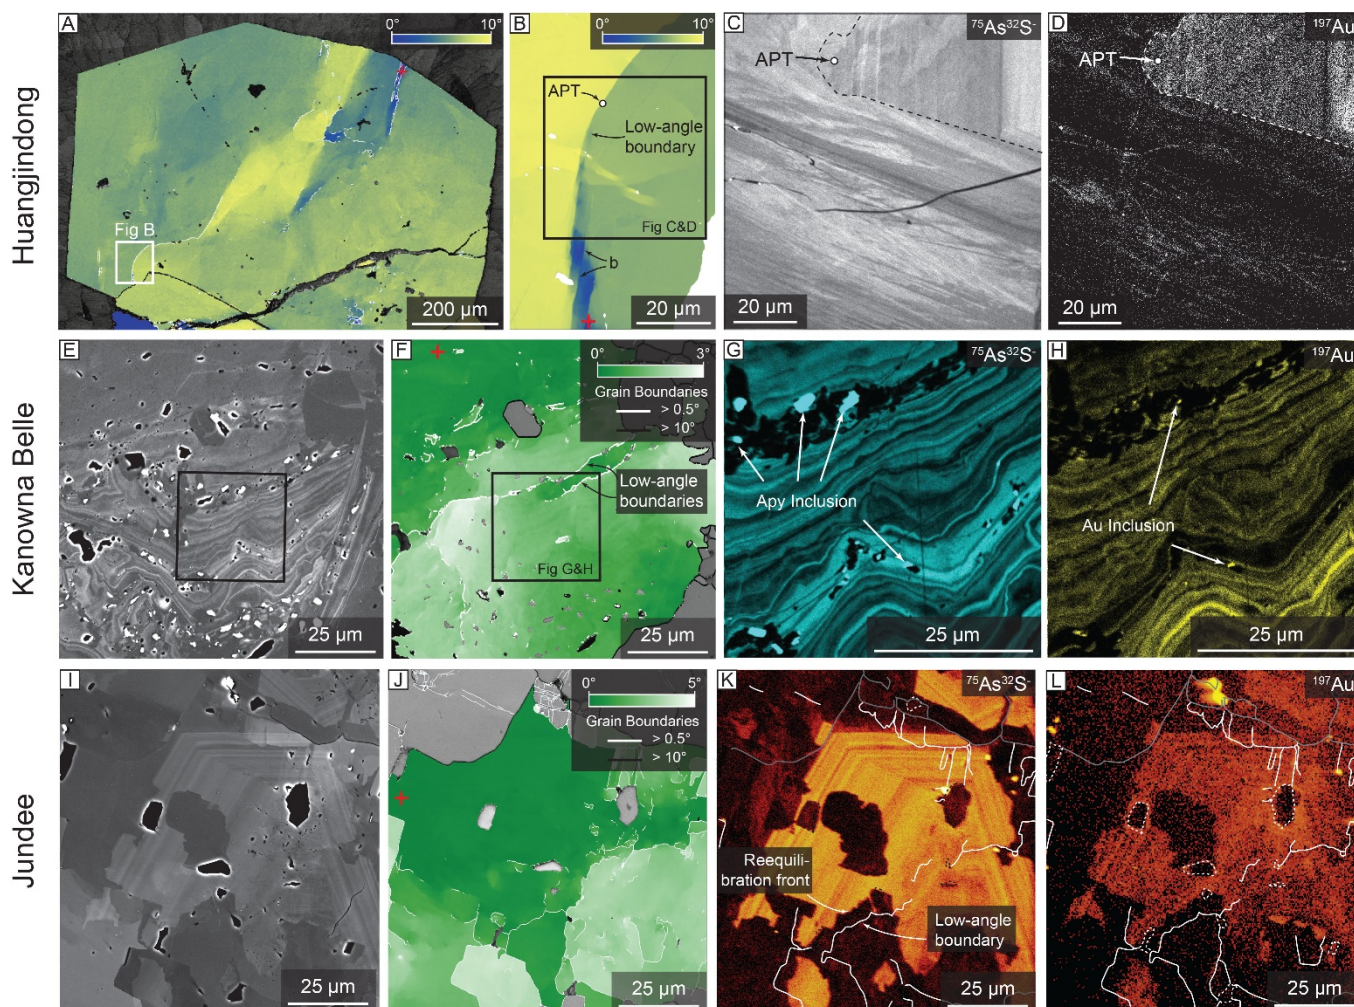 Huangjindong
A
0°
10°
Fig B
200 µm
B
0°
10°
APT
Low-angle
boundary
Fig C&D
b
20 µm
C
⁷⁵As³²S⁻
APT
20 µm
D
¹⁹⁷Au⁻
APT
20 µm
Kanowna Belle
E
25 µm
F
0°
3°
Grain Boundaries
> 0.5°
> 10°
Low-angle
boundaries
Fig G&H
25 µm
G
⁷⁵As³²S⁻
Apy Inclusion
25 µm
H
¹⁹⁷Au⁻
Au Inclusion
25 µm
Jundee
I
25 µm
J
0°
5°
Grain Boundaries
> 0.5°
> 10°
25 µm
K
⁷⁵As³²S⁻
Reequili-
bration front
Low-angle
boundary
25 µm
L
¹⁹⁷Au⁻
25 µm